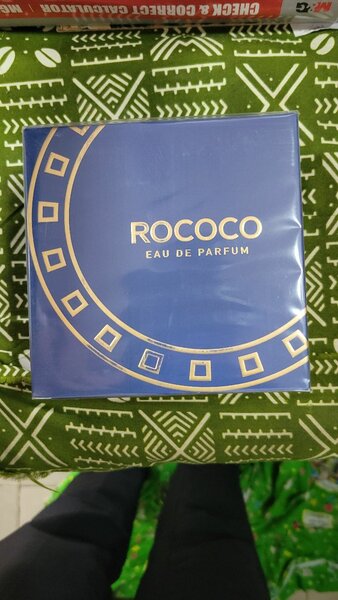 CHECK & CORRECT CALCULATOR
M&G
ROCOCO
EAU DE PARFUM